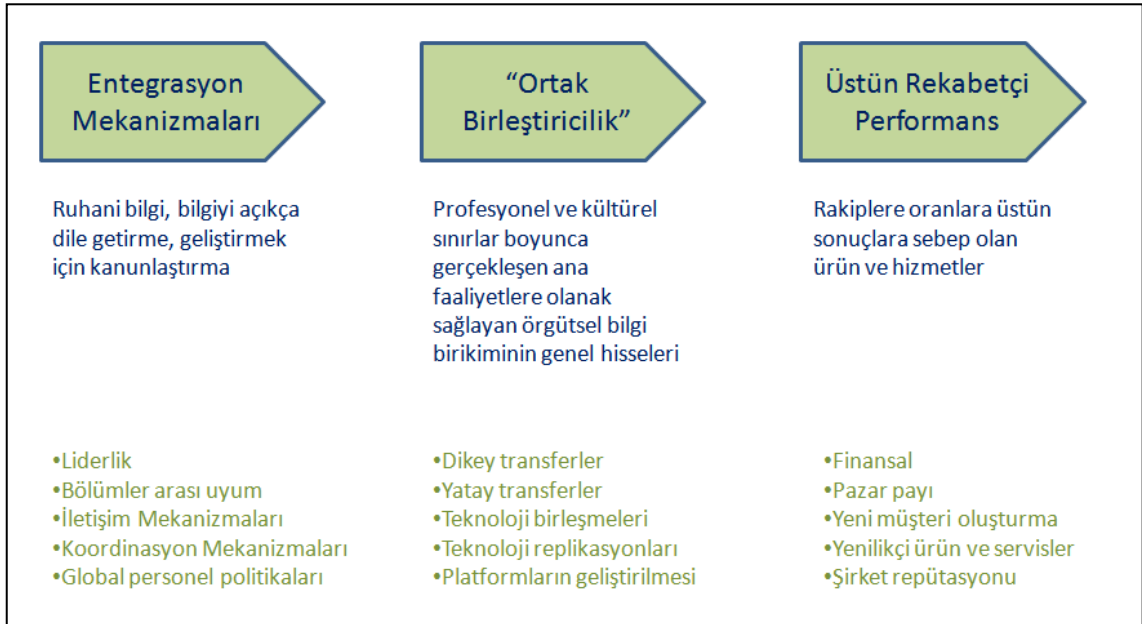 Entegrasyon
Mekanizmaları
Ruhani bilgi, bilgiyi açıkça
dile getirme, geliştirmek
için kanunlaştırma
•Liderlik
•Bölümler arası uyum
•İletişim Mekanizmaları
•Koordinasyon Mekanizmaları
•Global personel politikaları
“Ortak
Birleştiricilik”
Profesyonel ve kültürel
sınırlar boyunca
gerçekleşen ana
faaliyetlere olanak
sağlayan örgütsel bilgi
birikiminin genel hisseleri
•Dikey transferler
•Yatay transferler
•Teknoloji birleşmeleri
•Teknoloji replikasyonları
•Platformların geliştirilmesi
Üstün Rekabetçi
Performans
Rakiplere oranlara üstün
sonuçlara sebep olan
ürün ve hizmetler
•Finansal
•Pazar payı
•Yeni müşteri oluşturma
•Yenilikçi ürün ve servisler
•Şirket repütasyonu